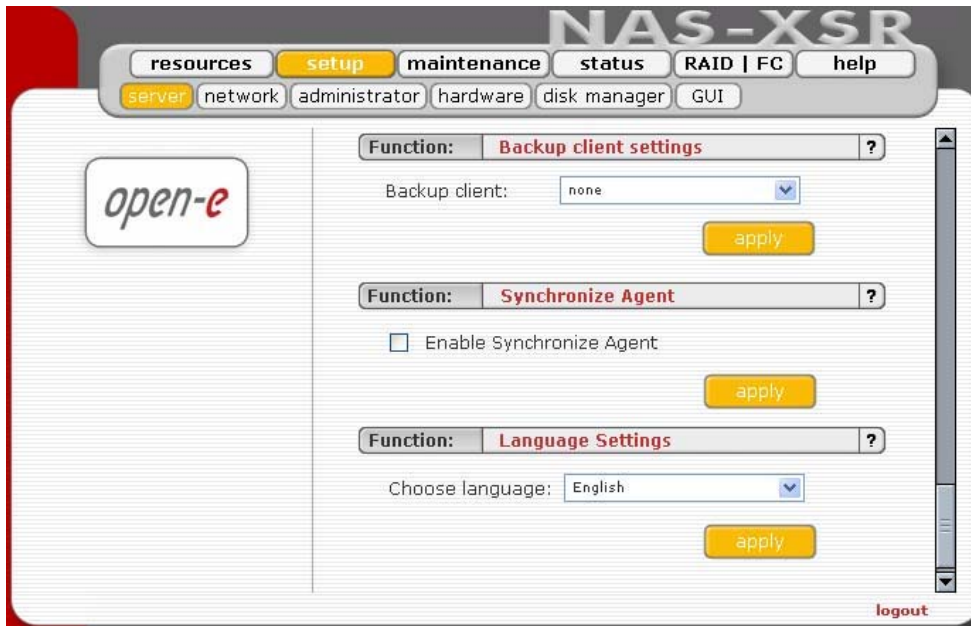 NAS-XSR
resources setup maintenance status RAID | FC help
server network administrator hardware disk manager GUI
open-e
Function: Backup client settings ?
Backup client: none
apply
Function: Synchronize Agent ?
Enable Synchronize Agent
apply
Function: Language Settings ?
Choose language: English
apply
logout